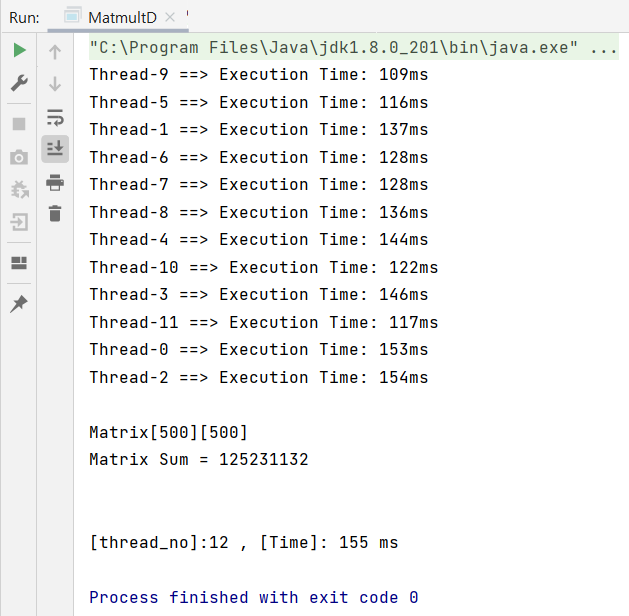 Run: MatmultD
"C:\Program Files\Java\jdk1.8.0_201\bin\java.exe" ...
Thread-9 ==> Execution Time: 109ms
Thread-5 ==> Execution Time: 116ms
Thread-1 ==> Execution Time: 137ms
Thread-6 ==> Execution Time: 128ms
Thread-7 ==> Execution Time: 128ms
Thread-8 ==> Execution Time: 136ms
Thread-4 ==> Execution Time: 144ms
Thread-10 ==> Execution Time: 122ms
Thread-3 ==> Execution Time: 146ms
Thread-11 ==> Execution Time: 117ms
Thread-0 ==> Execution Time: 153ms
Thread-2 ==> Execution Time: 154ms
Matrix[500][500]
Matrix Sum = 125231132
[thread_no]:12 , [Time]: 155 ms
Process finished with exit code 0